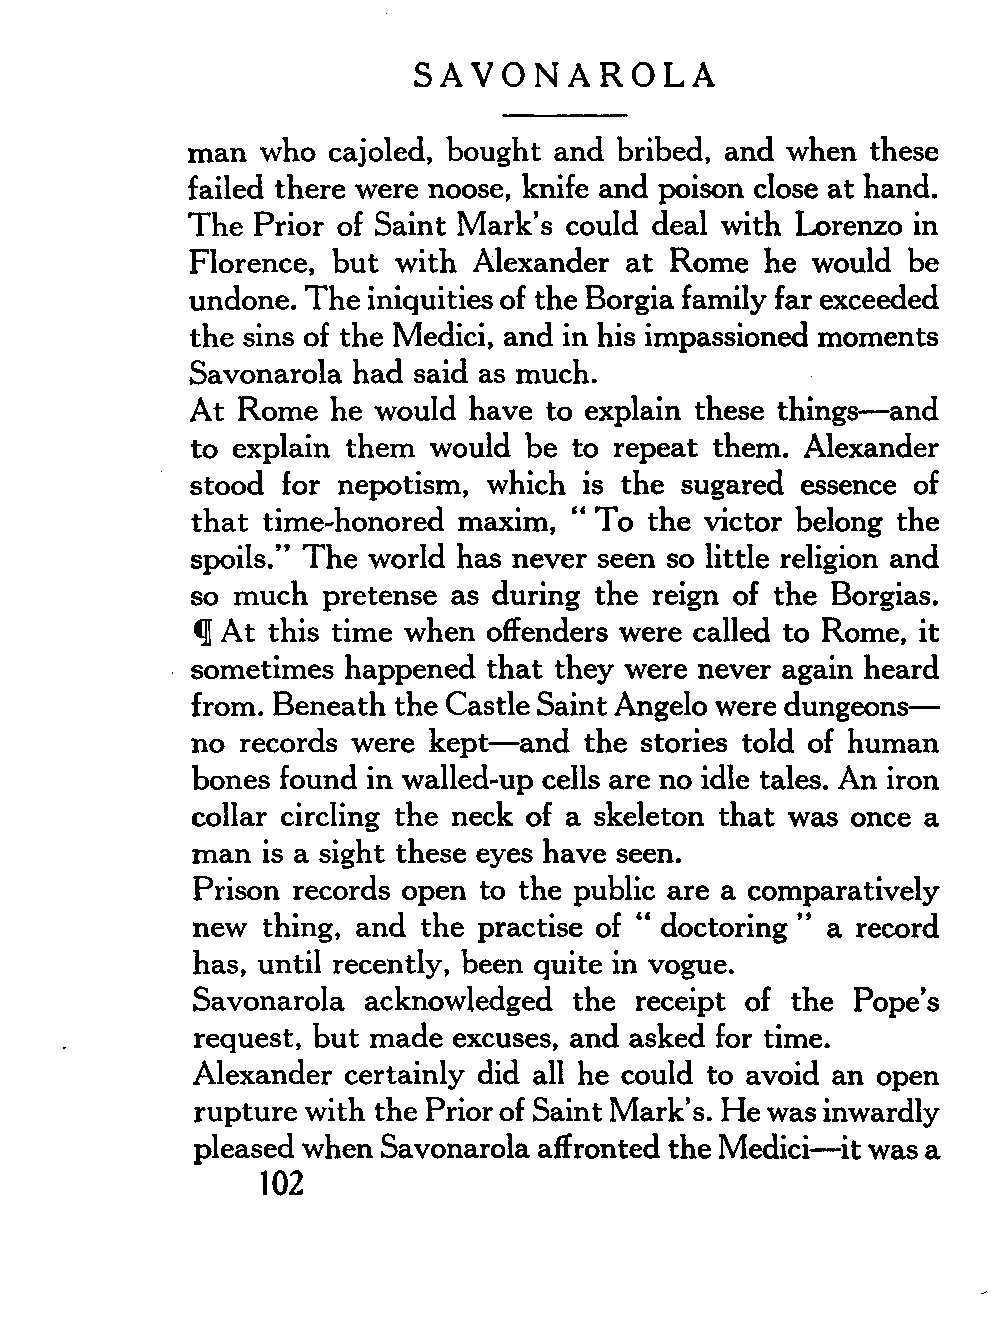 SAVONAROLA
man who cajoled, bought and bribed, and when these
failed there were noose, knife and poison close at hand.
The Prior of Saint Mark's could deal with Lorenzo in
Florence, but with Alexander at Rome he would be
undone. The iniquities of the Borgia family far exceeded
the sins of the Medici, and in his impassioned moments
Savonarola had said as much.
At Rome he would have to explain these things—and
to explain them would be to repeat them. Alexander
stood for nepotism, which is the sugared essence of
that time-honored maxim, “ To the victor belong the
spoils.” The world has never seen so little religion and
so much pretense as during the reign of the Borgias.
¶ At this time when offenders were called to Rome, it
sometimes happened that they were never again heard
from. Beneath the Castle Saint Angelo were dungeons—
no records were kept—and the stories told of human
bones found in walled-up cells are no idle tales. An iron
collar circling the neck of a skeleton that was once a
man is a sight these eyes have seen.
Prison records open to the public are a comparatively
new thing, and the practise of “ doctoring ” a record
has, until recently, been quite in vogue.
Savonarola acknowledged the receipt of the Pope's
request, but made excuses, and asked for time.
Alexander certainly did all he could to avoid an open
rupture with the Prior of Saint Mark's. He was inwardly
pleased when Savonarola affronted the Medici—it was a
102